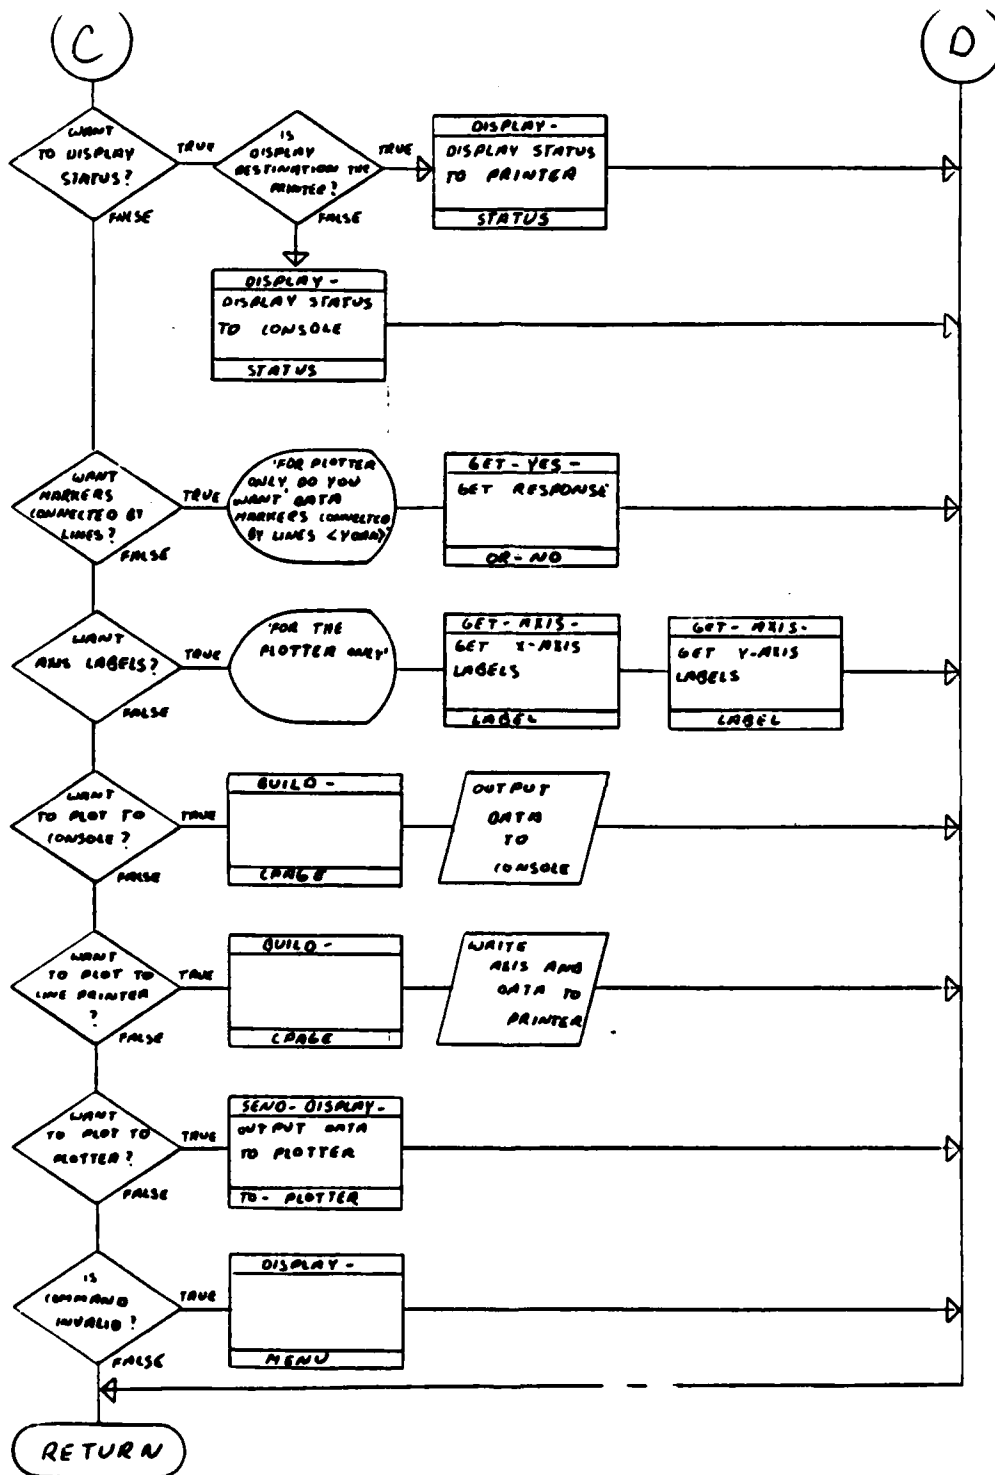 C
D
WANT
TO DISPLAY
STATUS?
TRUE
FALSE
IS
DISPLAY
DESTINATION THE
PRINTER?
TRUE
FALSE
DISPLAY-
DISPLAY STATUS
TO PRINTER
STATUS
DISPLAY-
DISPLAY STATUS
TO CONSOLE
STATUS
WANT
MARKERS
CONNECTED BY
LINES?
TRUE
FALSE
'FOR PLOTTER
ONLY, DO YOU
WANT DATA
MARKERS CONNECTED
BY LINES <YORN>'
GET-YES-
GET RESPONSE
OR-NO
WANT
AXIS LABELS?
TRUE
FALSE
'FOR THE
PLOTTER ONLY'
GET-AXIS-
GET X-AXIS
LABELS
LABEL
GET-AXIS-
GET Y-AXIS
LABELS
LABEL
WANT
TO PLOT TO
CONSOLE?
TRUE
FALSE
BUILD-
CPAGE
OUTPUT
DATA
TO
CONSOLE
WANT
TO PLOT TO
LINE PRINTER
?
TRUE
FALSE
BUILD-
CPAGE
WRITE
AXIS AND
DATA TO
PRINTER
WANT
TO PLOT TO
PLOTTER?
TRUE
FALSE
SEND-DISPLAY-
OUTPUT DATA
TO PLOTTER
TO-PLOTTER
IS
COMMAND
INVALID?
TRUE
FALSE
DISPLAY-
MENU
RETURN